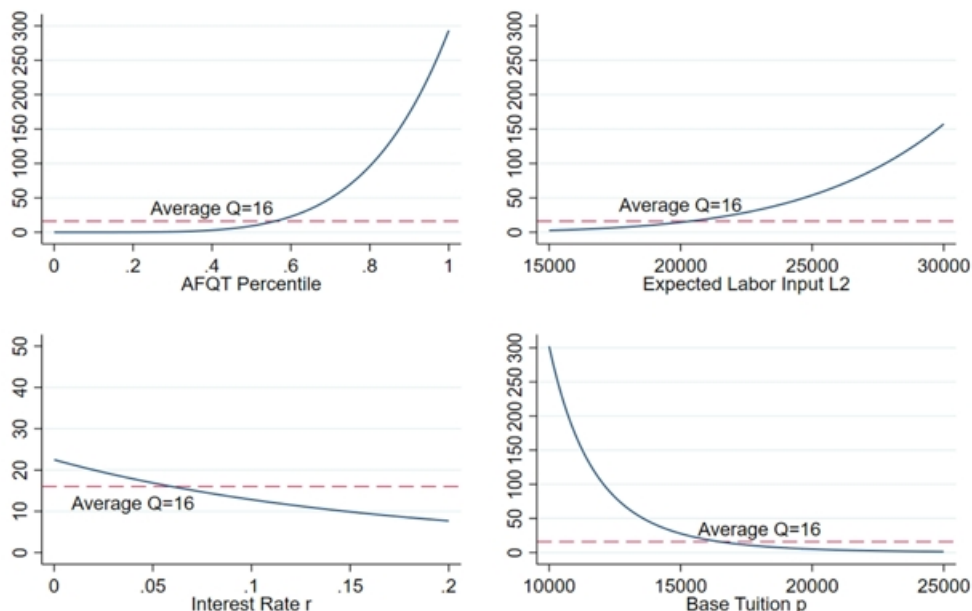 300
250
200
150
100
50
0
Average Q=16
0 .2 .4 .6 .8 1
AFQT Percentile
300
250
200
150
100
50
0
Average Q=16
15000 20000 25000 30000
Expected Labor Input L2
50
40
30
20
10
0
Average Q=16
0 .05 .1 .15 .2
Interest Rate r
300
250
200
150
100
50
0
Average Q=16
10000 15000 20000 25000
Base Tuition p